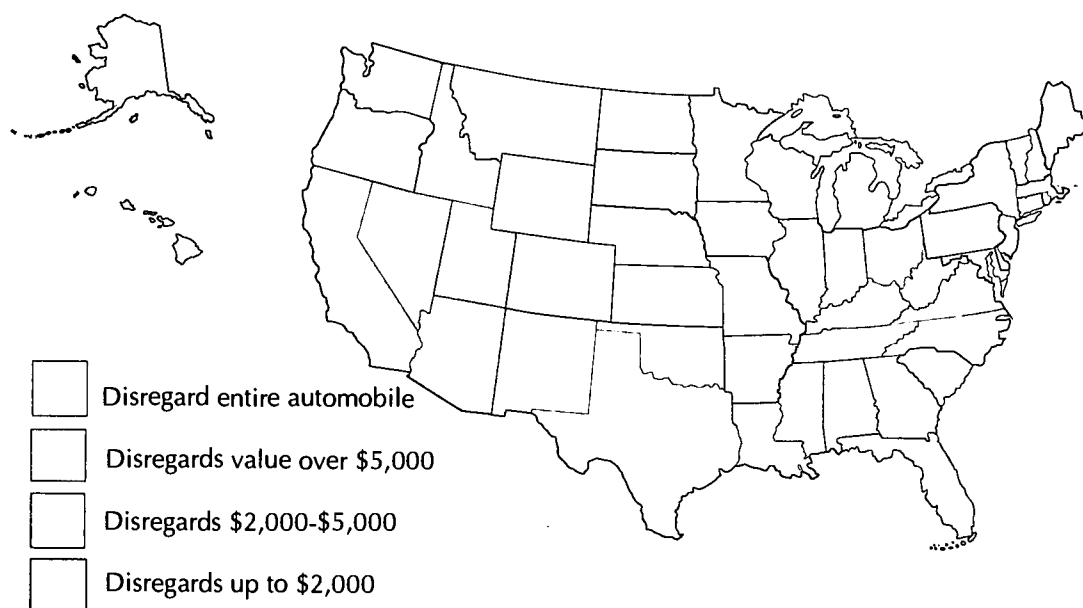 Disregard entire automobile
Disregards value over $5,000
Disregards $2,000-$5,000
Disregards up to $2,000